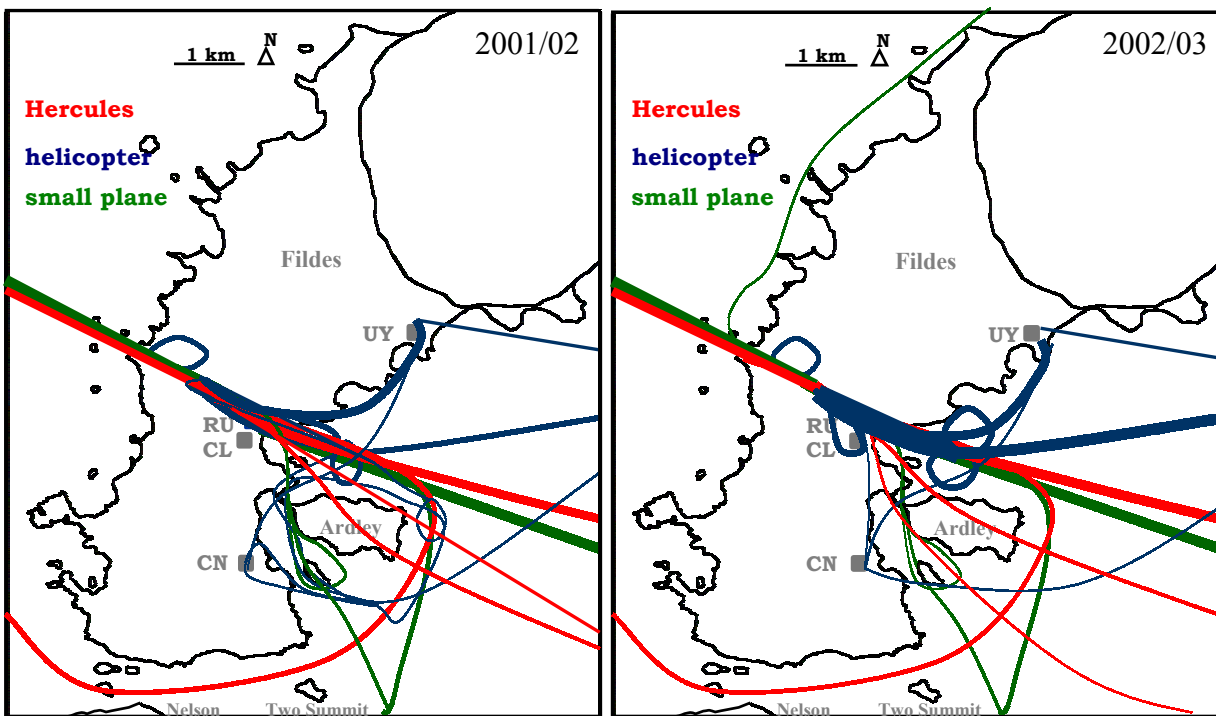 2001/02
N
1 km
Hercules
helicopter
small plane
Fildes
UY
RU
CL
Ardley
CN
Nelson
Two Summit
2002/03
N
1 km
Hercules
helicopter
small plane
Fildes
UY
RU
CL
Ardley
CN
Nelson
Two Summit